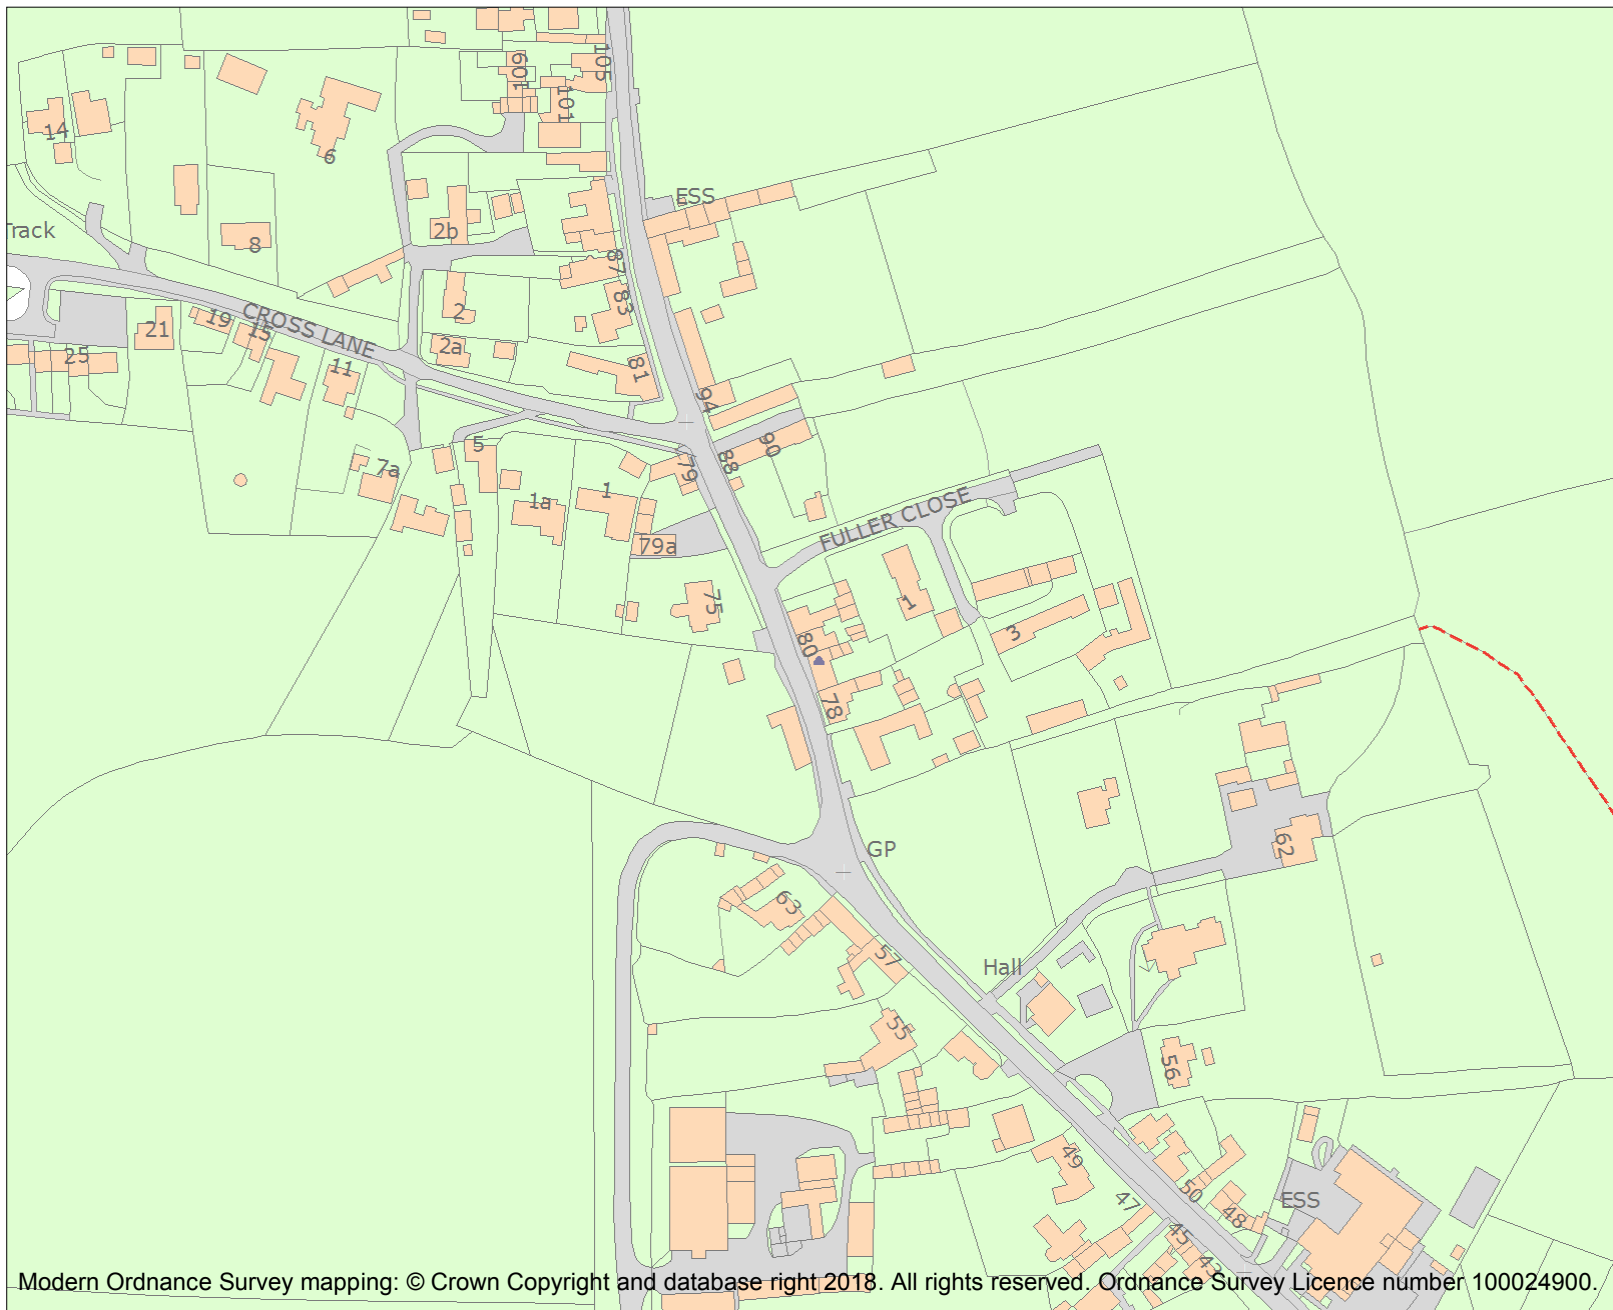 109
105
101
14
6
ESS
Track
2b
8
87
83
2
CROSS LANE
19
15
21
25
2a
11
81
94
90
88
79
5
7a
1
1a
79a
FULLER CLOSE
75
1
3
80
78
GP
62
63
57
Hall
55
56
49
47
50
48
45
43
ESS
Modern Ordnance Survey mapping: © Crown Copyright and database right 2018. All rights reserved. Ordnance Survey Licence number 100024900.